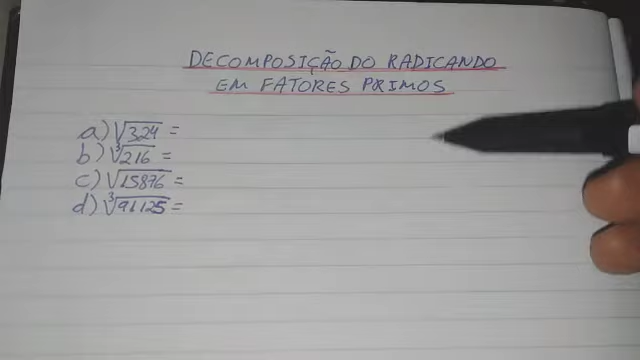 DECOMPOSIÇÃO DO RADICANDO
EM FATORES PRIMOS
a) √324 =
b) ∛216 =
c) √15876 =
d) ∛91125 =